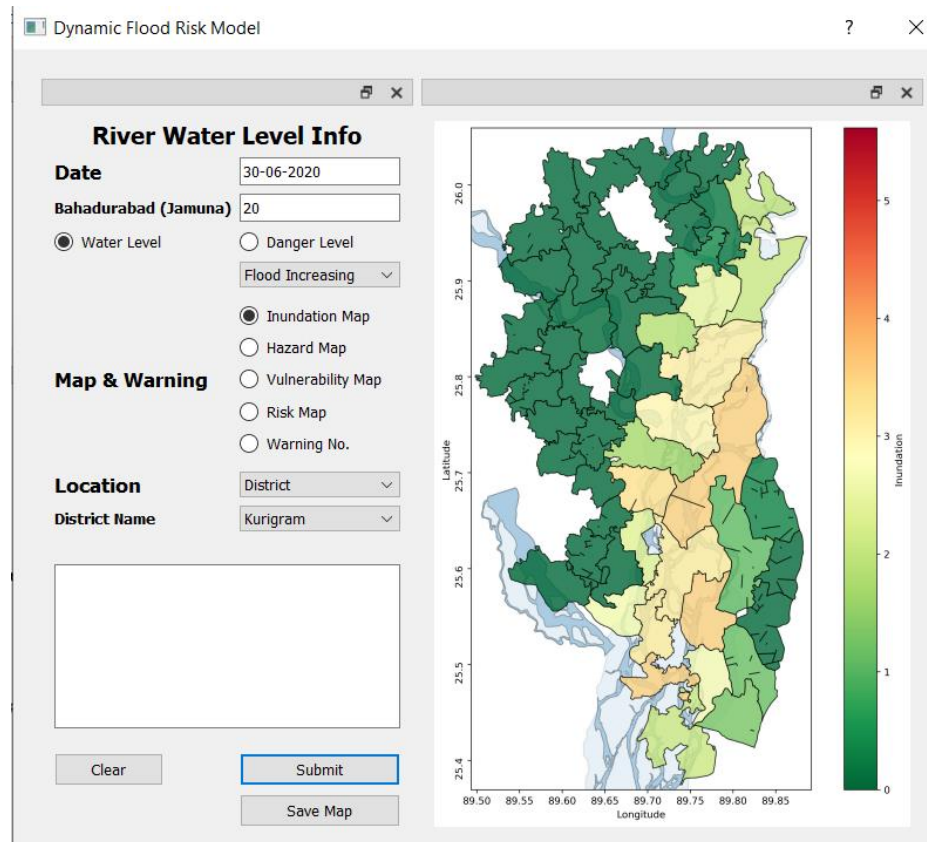 Dynamic Flood Risk Model
?
River Water Level Info
Date
30-06-2020
Bahadurabad (Jamuna)
20
Water Level
Danger Level
Flood Increasing
Inundation Map
Hazard Map
Map & Warning
Vulnerability Map
Risk Map
Warning No.
Location
District
District Name
Kurigram
Clear
Submit
Save Map
Latitude
26.0
25.9
25.8
25.7
25.6
25.5
25.4
89.50 89.55 89.60 89.65 89.70 89.75 89.80 89.85
Longitude
5
4
3
2
1
0
Inundation